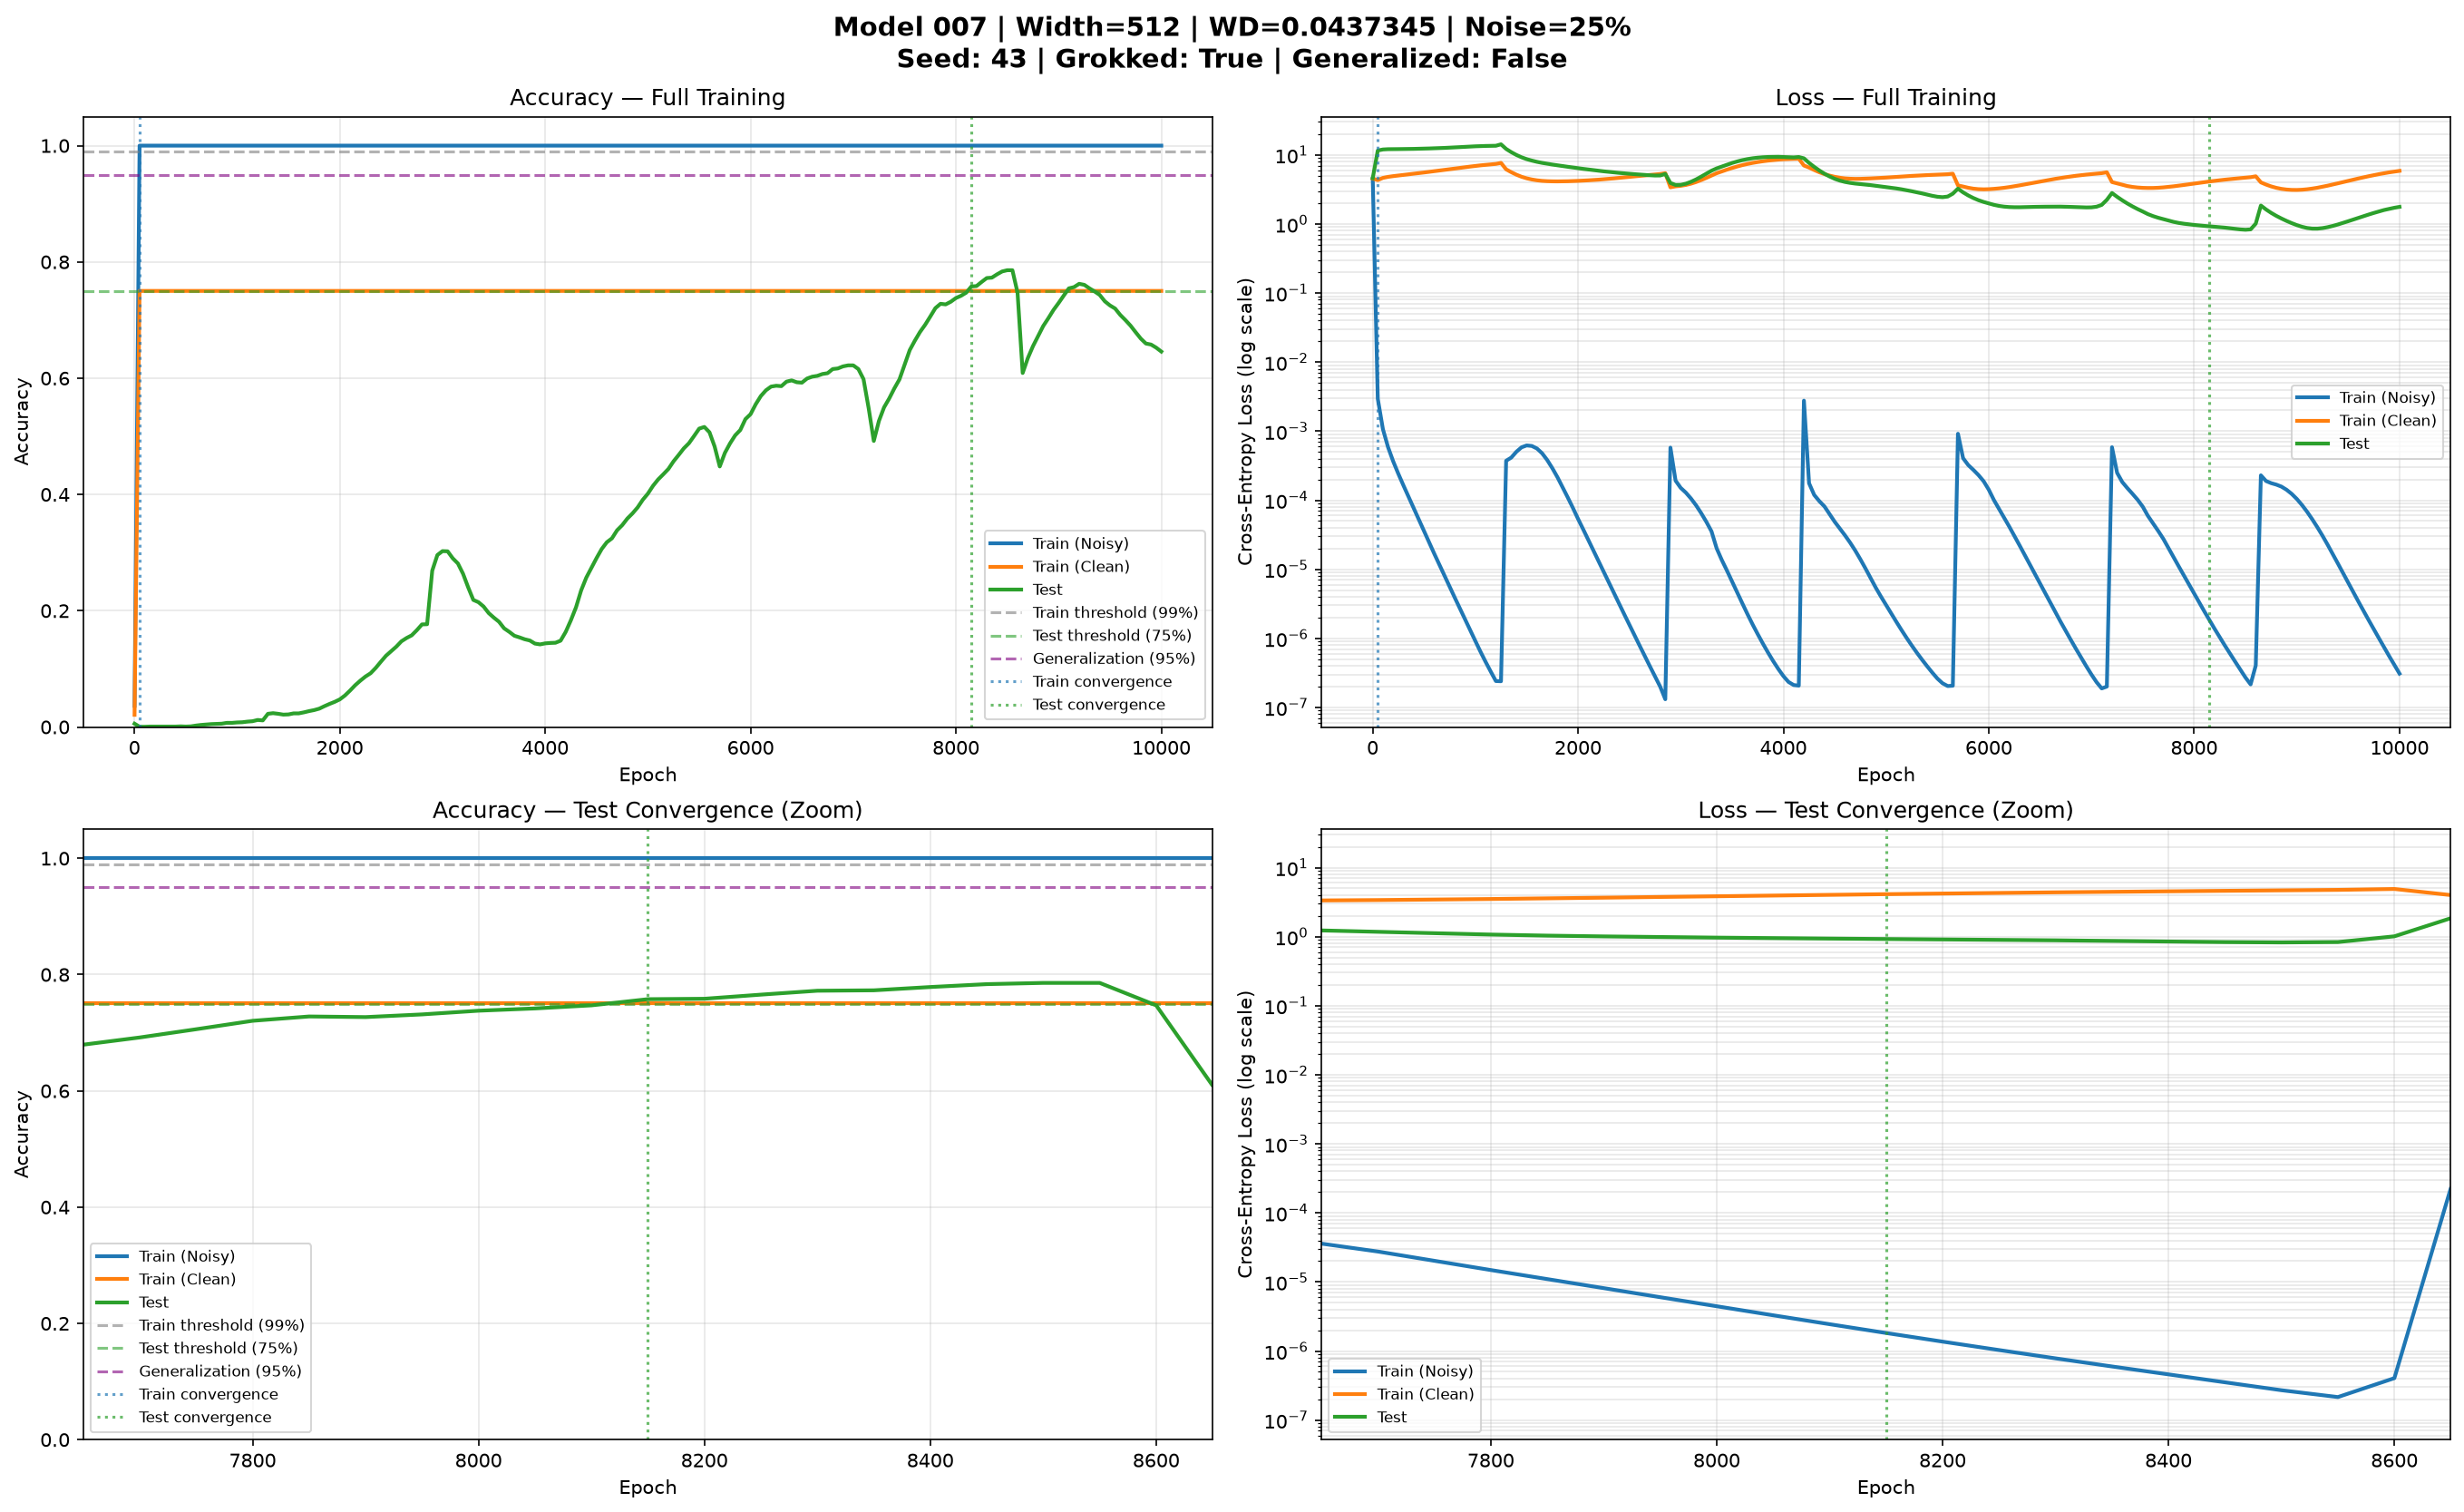 Model 007 | Width=512 | WD=0.0437345 | Noise=25%
Seed: 43 | Grokked: True | Generalized: False
Accuracy — Full Training
Accuracy
1.0
0.8
0.6
0.4
0.2
0.0
Train (Noisy)
Train (Clean)
Test
Train threshold (99%)
Test threshold (75%)
Generalization (95%)
Train convergence
Test convergence
0 2000 4000 6000 8000 10000
Epoch
Loss — Full Training
Cross-Entropy Loss (log scale)
10^1
10^0
10^-1
10^-2
10^-3
10^-4
10^-5
10^-6
10^-7
Train (Noisy)
Train (Clean)
Test
0 2000 4000 6000 8000 10000
Epoch
Accuracy — Test Convergence (Zoom)
Accuracy
1.0
0.8
0.6
0.4
0.2
0.0
Train (Noisy)
Train (Clean)
Test
Train threshold (99%)
Test threshold (75%)
Generalization (95%)
Train convergence
Test convergence
7800 8000 8200 8400 8600
Epoch
Loss — Test Convergence (Zoom)
Cross-Entropy Loss (log scale)
10^1
10^0
10^-1
10^-2
10^-3
10^-4
10^-5
10^-6
10^-7
Train (Noisy)
Train (Clean)
Test
7800 8000 8200 8400 8600
Epoch